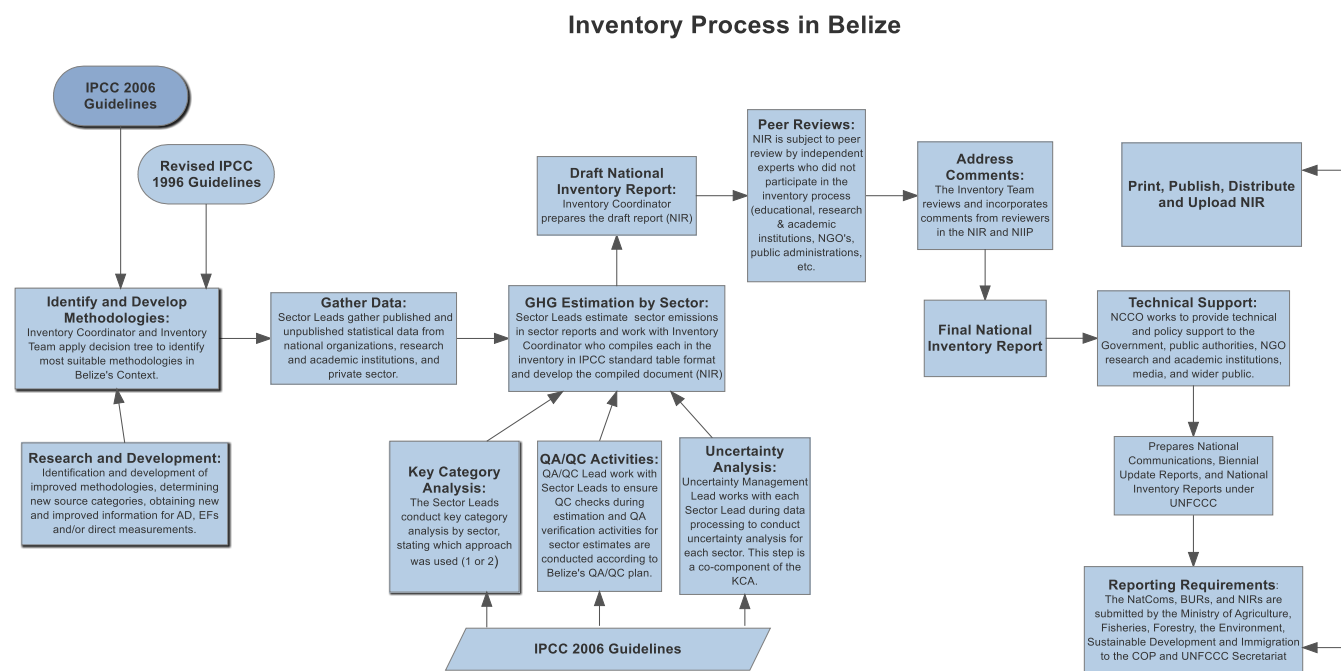 Inventory Process in Belize
IPCC 2006
Guidelines
Revised IPCC
1996 Guidelines
Identify and Develop
Methodologies:
Inventory Coordinator and Inventory
Team apply decision tree to identify
most suitable methodologies in
Belize's Context.
Research and Development:
Identification and development of
improved methodologies, determining
new source categories, obtaining new
and improved information for AD, EFs
and/or direct measurements.
Gather Data:
Sector Leads gather published and
unpublished statistical data from
national organizations, research
and academic institutions, and
private sector.
GHG Estimation by Sector:
Sector Leads estimate sector emissions
in sector reports and work with Inventory
Coordinator who compiles each in the
inventory in IPCC standard table format
and develop the compiled document (NIR)
Key Category
Analysis:
The Sector Leads
conduct key category
analysis by sector,
stating which approach
was used (1 or 2)
QA/QC Activities:
QA/QC Lead work with
Sector Leads to ensure
QC checks during
estimation and QA
verification activities for
sector estimates are
conducted according to
Belize's QA/QC plan.
Uncertainty
Analysis:
Uncertainty Management
Lead works with each
Sector Lead during data
processing to conduct
uncertainty analysis for
each sector. This step is
a co-component of the
KCA.
IPCC 2006 Guidelines
Draft National
Inventory Report:
Inventory Coordinator
prepares the draft report (NIR)
Peer Reviews:
NIR is subject to peer
review by independent
experts who did not
participate in the
inventory process
(educational, research
& academic
institutions, NGO's,
public administrations,
etc.
Address
Comments:
The Inventory Team
reviews and incorporates
comments from reviewers
in the NIR and NIIP
Final National
Inventory Report
Technical Support:
NCCO works to provide technical
and policy support to the
Government, public authorities, NGO
research and academic institutions,
media, and wider public.
Prepares National
Communications, Biennial
Update Reports, and National
Inventory Reports under
UNFCCC
Reporting Requirements:
The NatComs, BURs, and NIRs are
submitted by the Ministry of Agriculture,
Fisheries, Forestry, the Environment,
Sustainable Development and Immigration
to the COP and UNFCCC Secretariat
Print, Publish, Distribute
and Upload NIR